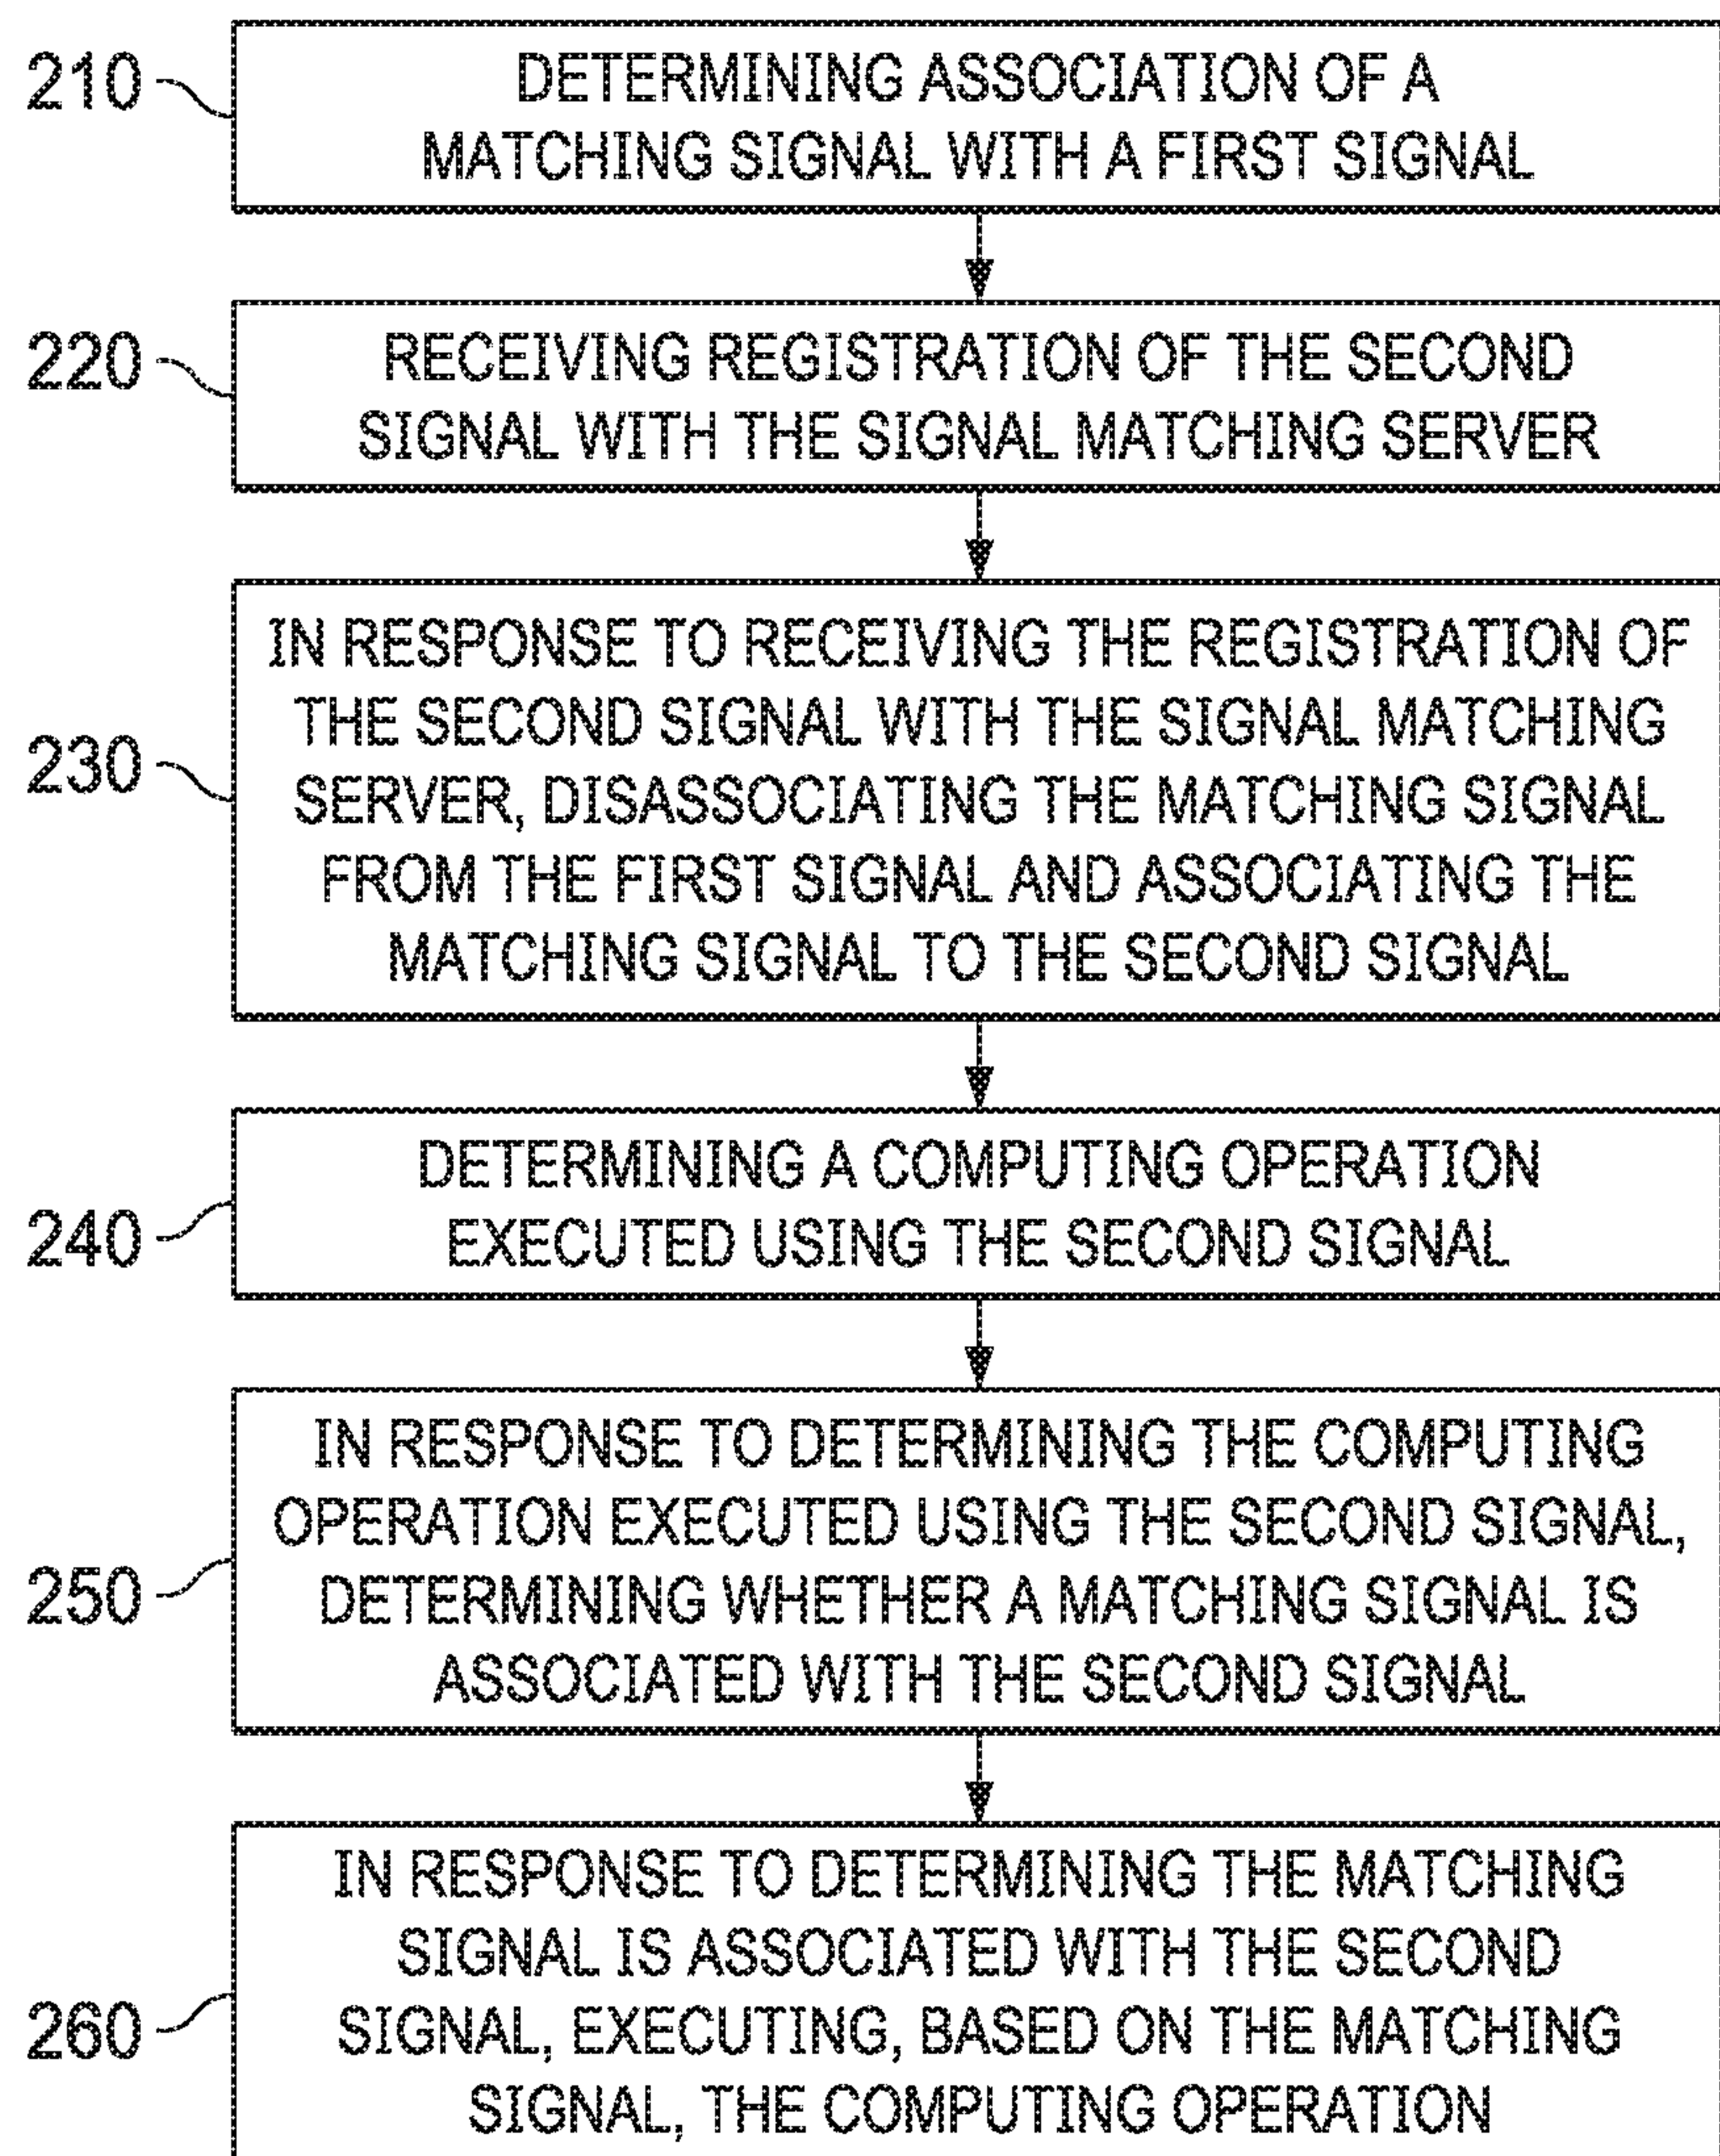 210
DETERMINING ASSOCIATION OF A
MATCHING SIGNAL WITH A FIRST SIGNAL
220
RECEIVING REGISTRATION OF THE SECOND
SIGNAL WITH THE SIGNAL MATCHING SERVER
230
IN RESPONSE TO RECEIVING THE REGISTRATION OF
THE SECOND SIGNAL WITH THE SIGNAL MATCHING
SERVER, DISASSOCIATING THE MATCHING SIGNAL
FROM THE FIRST SIGNAL AND ASSOCIATING THE
MATCHING SIGNAL TO THE SECOND SIGNAL
240
DETERMINING A COMPUTING OPERATION
EXECUTED USING THE SECOND SIGNAL
250
IN RESPONSE TO DETERMINING THE COMPUTING
OPERATION EXECUTED USING THE SECOND SIGNAL,
DETERMINING WHETHER A MATCHING SIGNAL IS
ASSOCIATED WITH THE SECOND SIGNAL
260
IN RESPONSE TO DETERMINING THE MATCHING
SIGNAL IS ASSOCIATED WITH THE SECOND
SIGNAL, EXECUTING, BASED ON THE MATCHING
SIGNAL, THE COMPUTING OPERATION